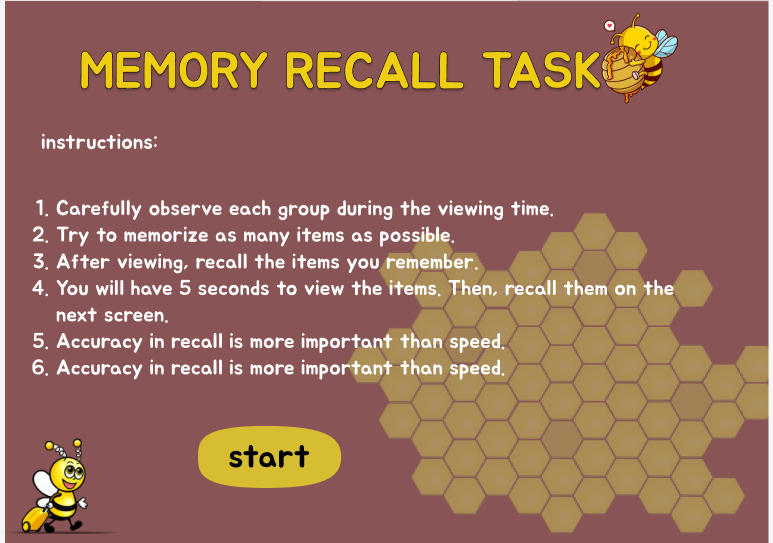 MEMORY RECALL TASK
instructions:
1. Carefully observe each group during the viewing time.
2. Try to memorize as many items as possible.
3. After viewing, recall the items you remember.
4. You will have 5 seconds to view the items. Then, recall them on the
next screen.
5. Accuracy in recall is more important than speed.
6. Accuracy in recall is more important than speed.
start